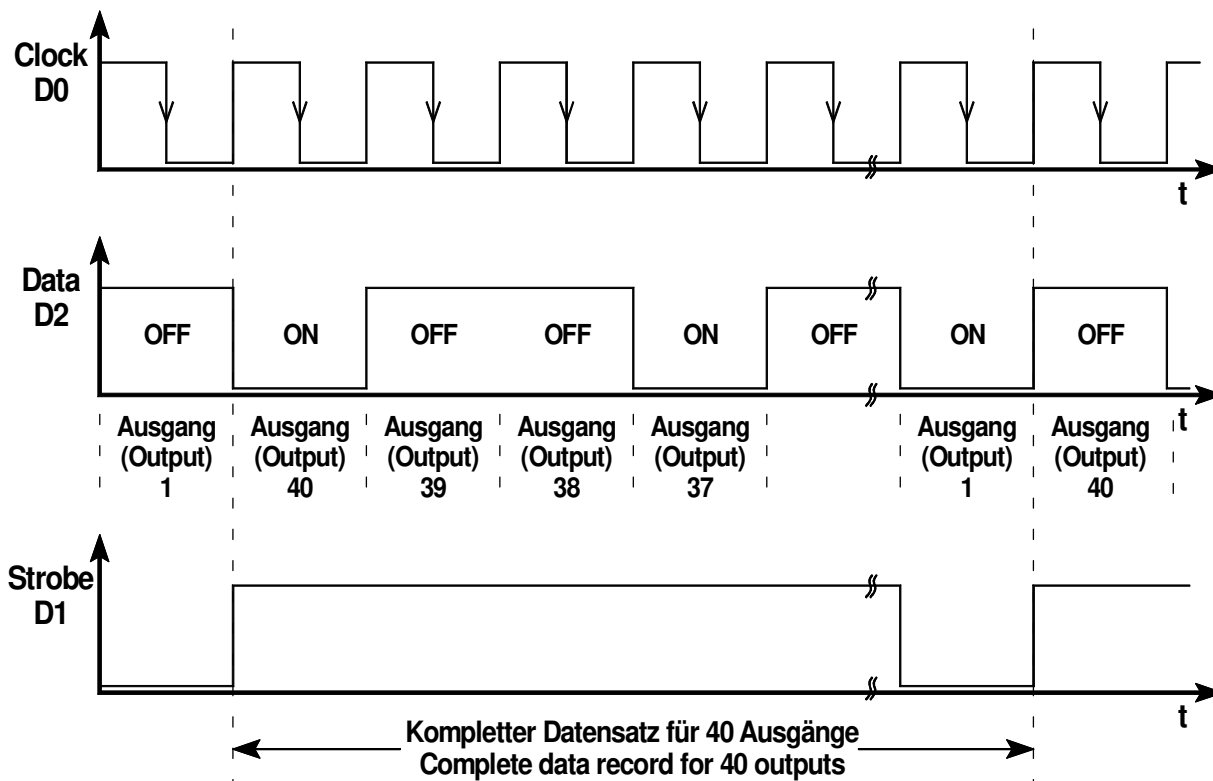 Clock
D0
t
Data
D2
OFF
ON
OFF
OFF
ON
OFF
ON
OFF
t
Ausgang
(Output)
1
Ausgang
(Output)
40
Ausgang
(Output)
39
Ausgang
(Output)
38
Ausgang
(Output)
37
Ausgang
(Output)
1
Ausgang
(Output)
40
Strobe
D1
t
Kompletter Datensatz für 40 Ausgänge
Complete data record for 40 outputs